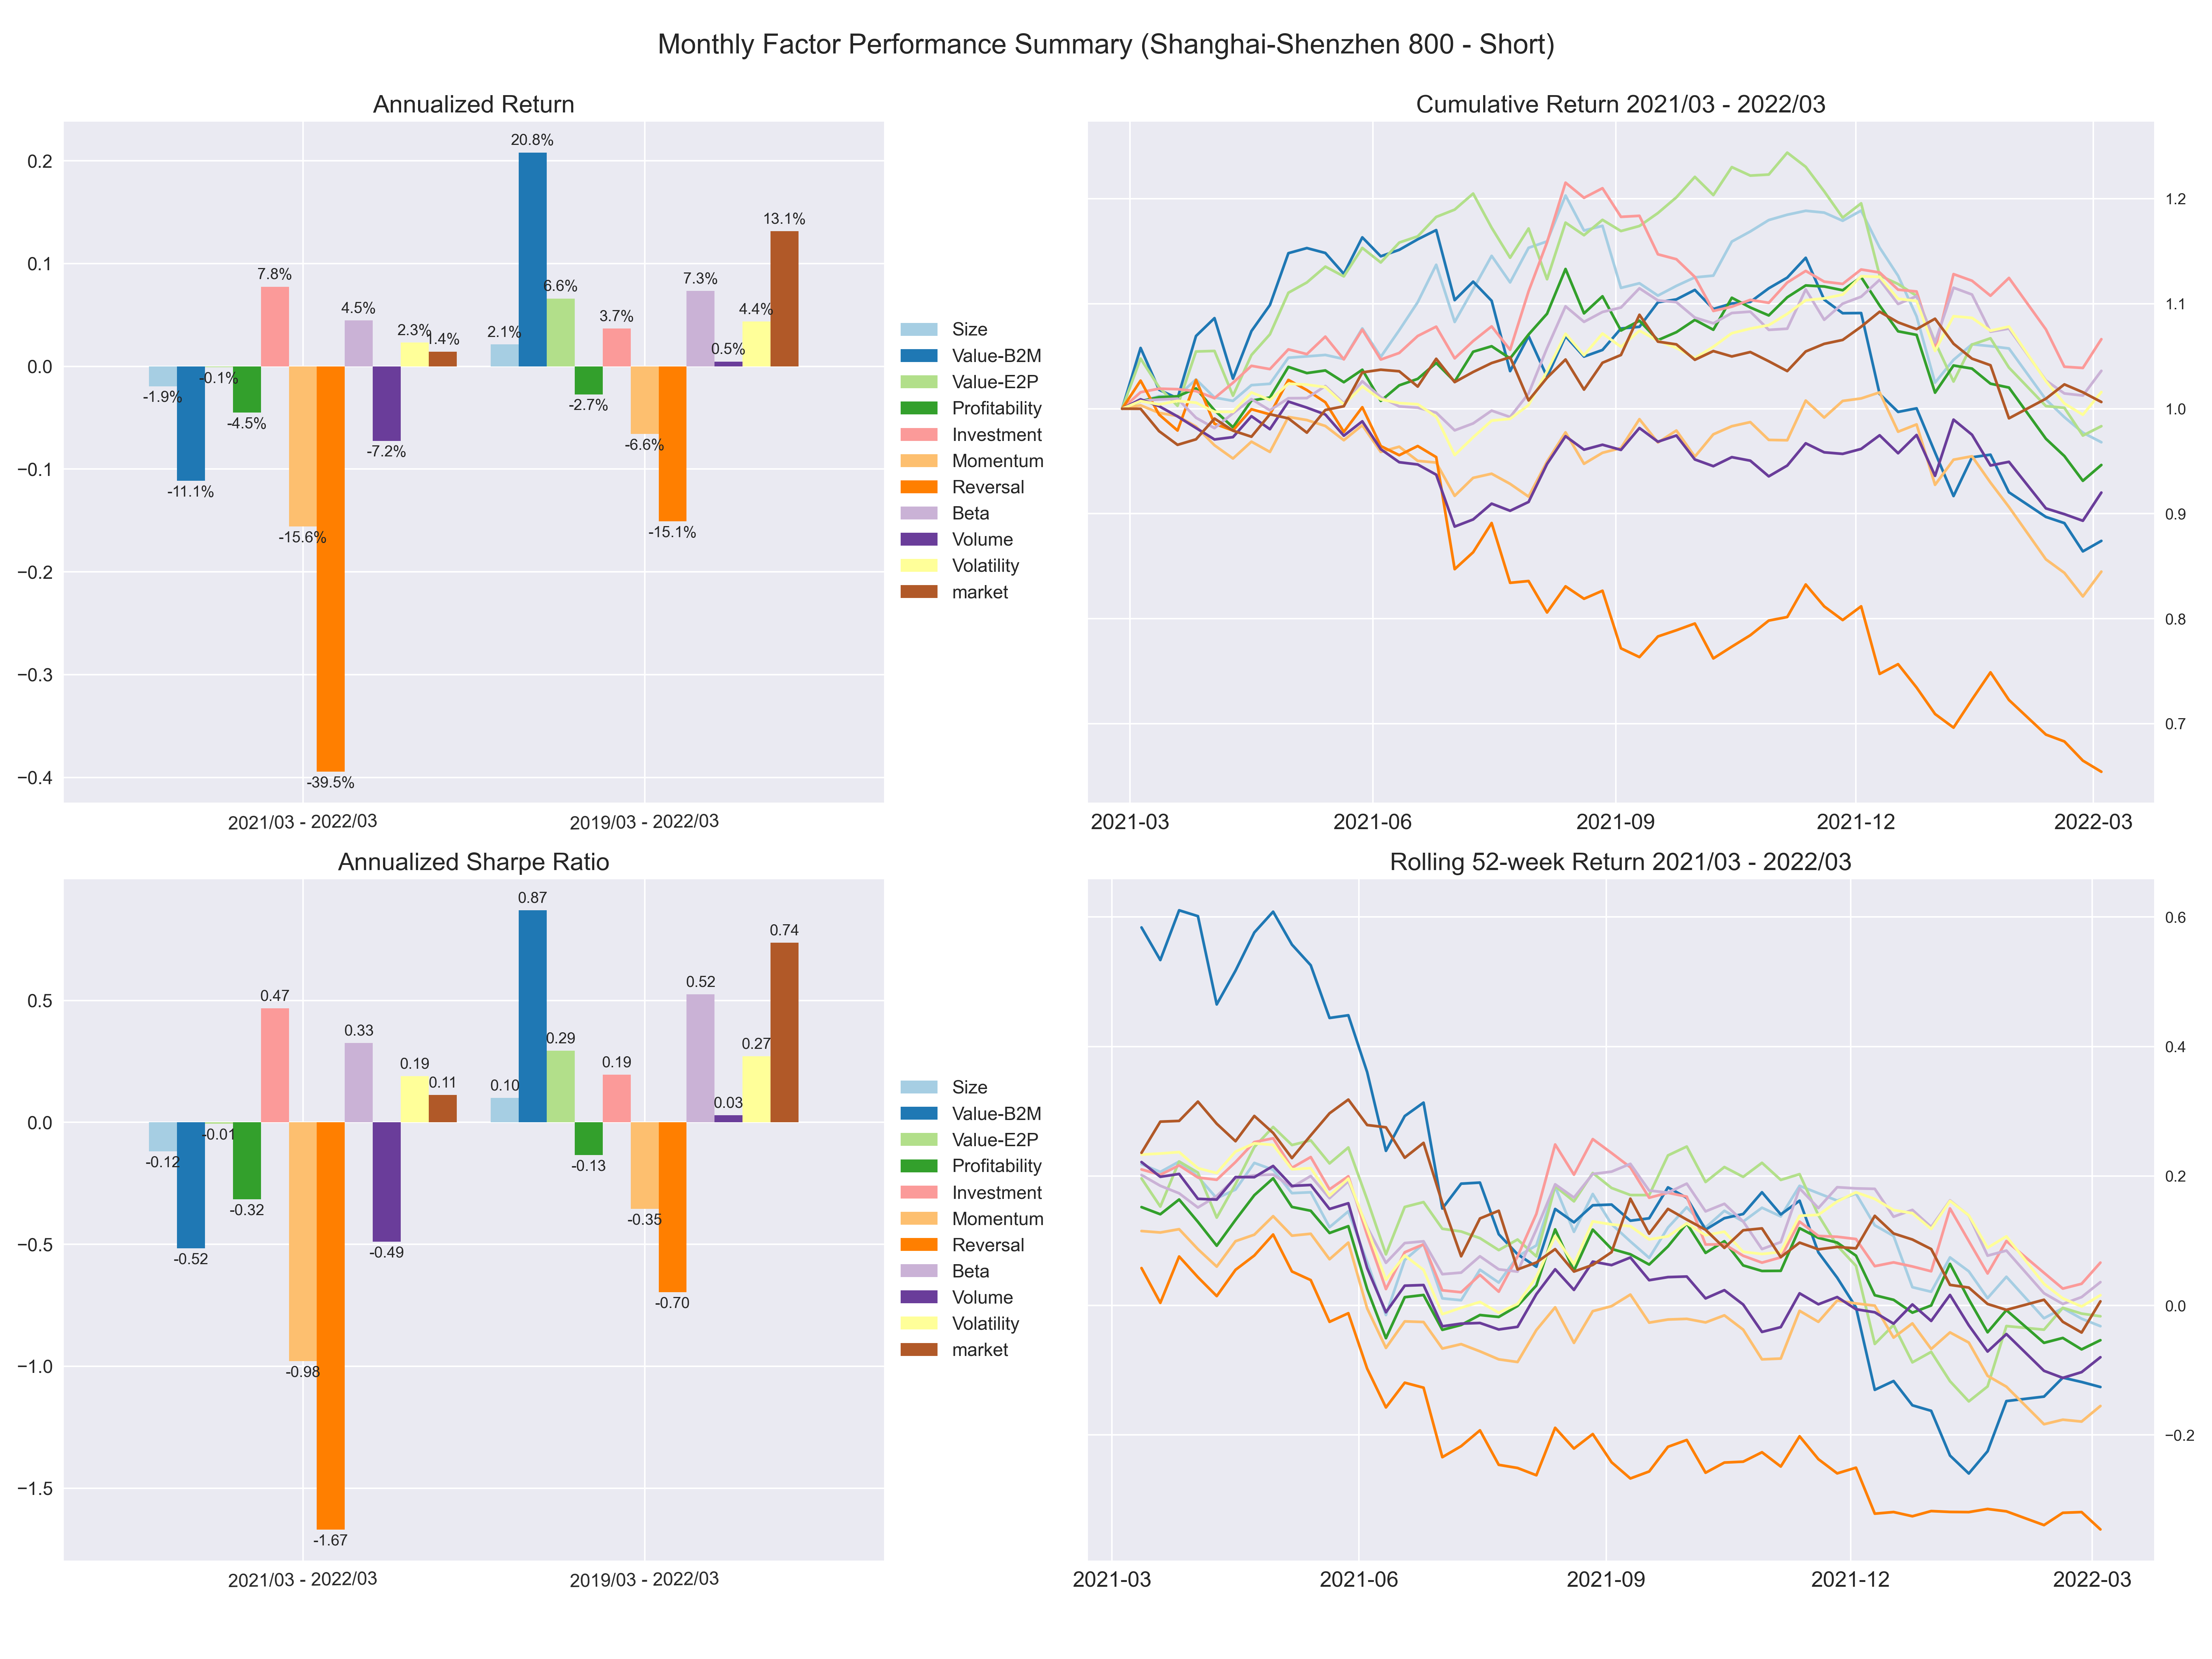 Monthly Factor Performance Summary (Shanghai-Shenzhen 800 - Short)
Annualized Return
0.2
0.1
0.0
−0.1
−0.2
−0.3
−0.4
-1.9%
-11.1%
-0.1%
-4.5%
7.8%
-15.6%
-39.5%
4.5%
-7.2%
2.3%
1.4%
2.1%
20.8%
6.6%
-2.7%
3.7%
-6.6%
-15.1%
7.3%
0.5%
4.4%
13.1%
2021/03 - 2022/03
2019/03 - 2022/03
Size
Value-B2M
Value-E2P
Profitability
Investment
Momentum
Reversal
Beta
Volume
Volatility
market
Cumulative Return 2021/03 - 2022/03
1.2
1.1
1.0
0.9
0.8
0.7
2021-03
2021-06
2021-09
2021-12
2022-03
Annualized Sharpe Ratio
0.5
0.0
−0.5
−1.0
−1.5
-0.12
-0.52
-0.01
-0.32
0.47
-0.98
-1.67
0.33
-0.49
0.19
0.11
0.10
0.87
0.29
-0.13
0.19
-0.35
-0.70
0.52
0.03
0.27
0.74
2021/03 - 2022/03
2019/03 - 2022/03
Size
Value-B2M
Value-E2P
Profitability
Investment
Momentum
Reversal
Beta
Volume
Volatility
market
Rolling 52-week Return 2021/03 - 2022/03
0.6
0.4
0.2
0.0
−0.2
2021-03
2021-06
2021-09
2021-12
2022-03